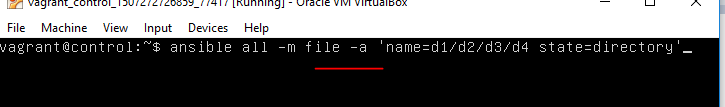 vagrant_control_1507272726859_77417 [Running] - Oracle VM VirtualBox
File Machine View Input Devices Help
vagrant@control:~$ ansible all -m file -a 'name=d1/d2/d3/d4 state=directory'_